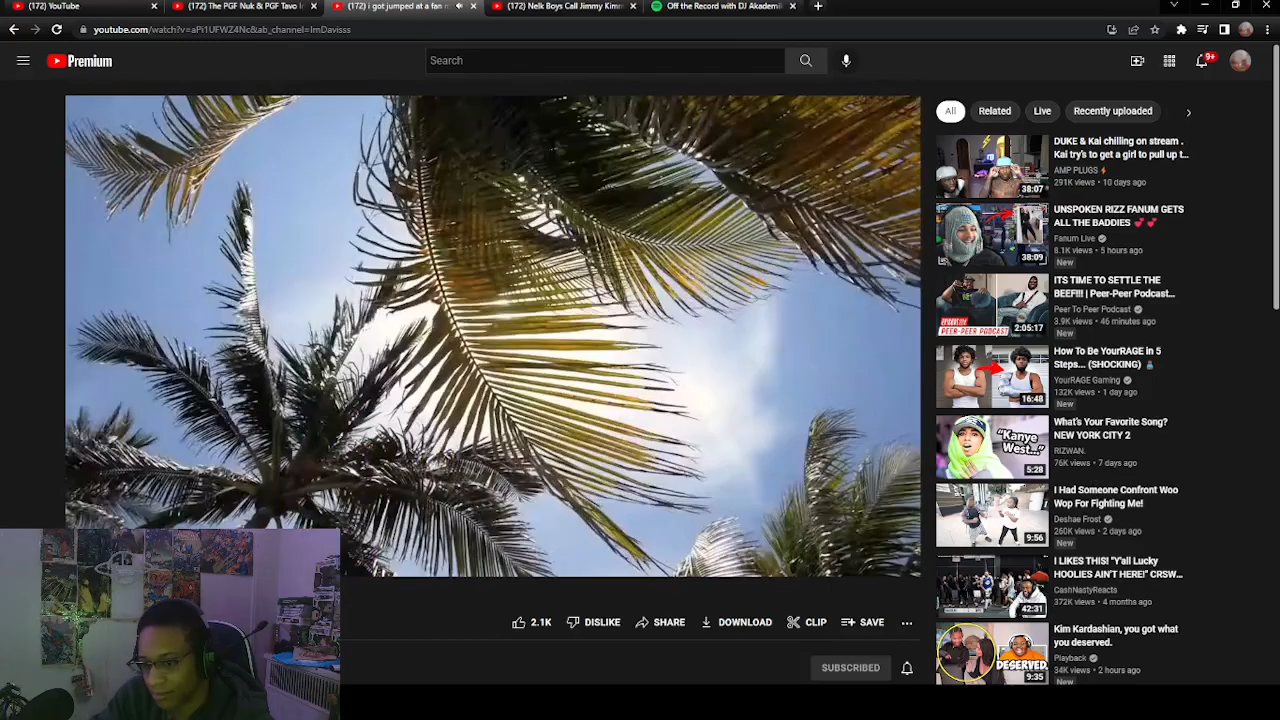 (172) YouTube
(172) The PGF Nuk & PGF Tavo I
(172) i got jumped at a fan
(172) Nelk Boys Call Jimmy Kimm
Off the Record with DJ Akademik
youtube.com/watch?v=aPi1UFWZ4Nc&ab_channel=ImDavisss
Premium
Search
9+
All
Related
Live
Recently uploaded
DUKE & Kai chilling on stream .
Kai try's to get a girl to pull up t...
AMP PLUGS
291K views • 10 days ago
38:07
UNSPOKEN RIZZ FANUM GETS
ALL THE BADDIES 💕💕
Fanum Live
8.1K views • 5 hours ago
New
38:09
ITS TIME TO SETTLE THE
BEEF!!! | Peer-Peer Podcast...
Peer To Peer Podcast
3.9K views • 46 minutes ago
PEER-PEER PODCAST
2:05:17
How To Be YourRAGE in 5
Steps... (SHOCKING)
YourRAGE Gaming
132K views • 1 day ago
New
16:48
What's Your Favorite Song?
NEW YORK CITY 2
RIZWAN.
76K views • 7 days ago
"Kanye
West..."
5:28
I Had Someone Confront Woo
Wop For Fighting Me!
Deshae Frost
260K views • 2 days ago
New
9:56
I LIKES THIS! "Y'all Lucky
HOOLIES AIN'T HERE!" CRSW...
CashNastyReacts
372K views • 4 months ago
42:31
Kim Kardashian, you got what
you deserved.
Playback
34K views • 2 hours ago
New
DESERVED.
9:35
2.1K
DISLIKE
SHARE
DOWNLOAD
CLIP
SAVE
SUBSCRIBED